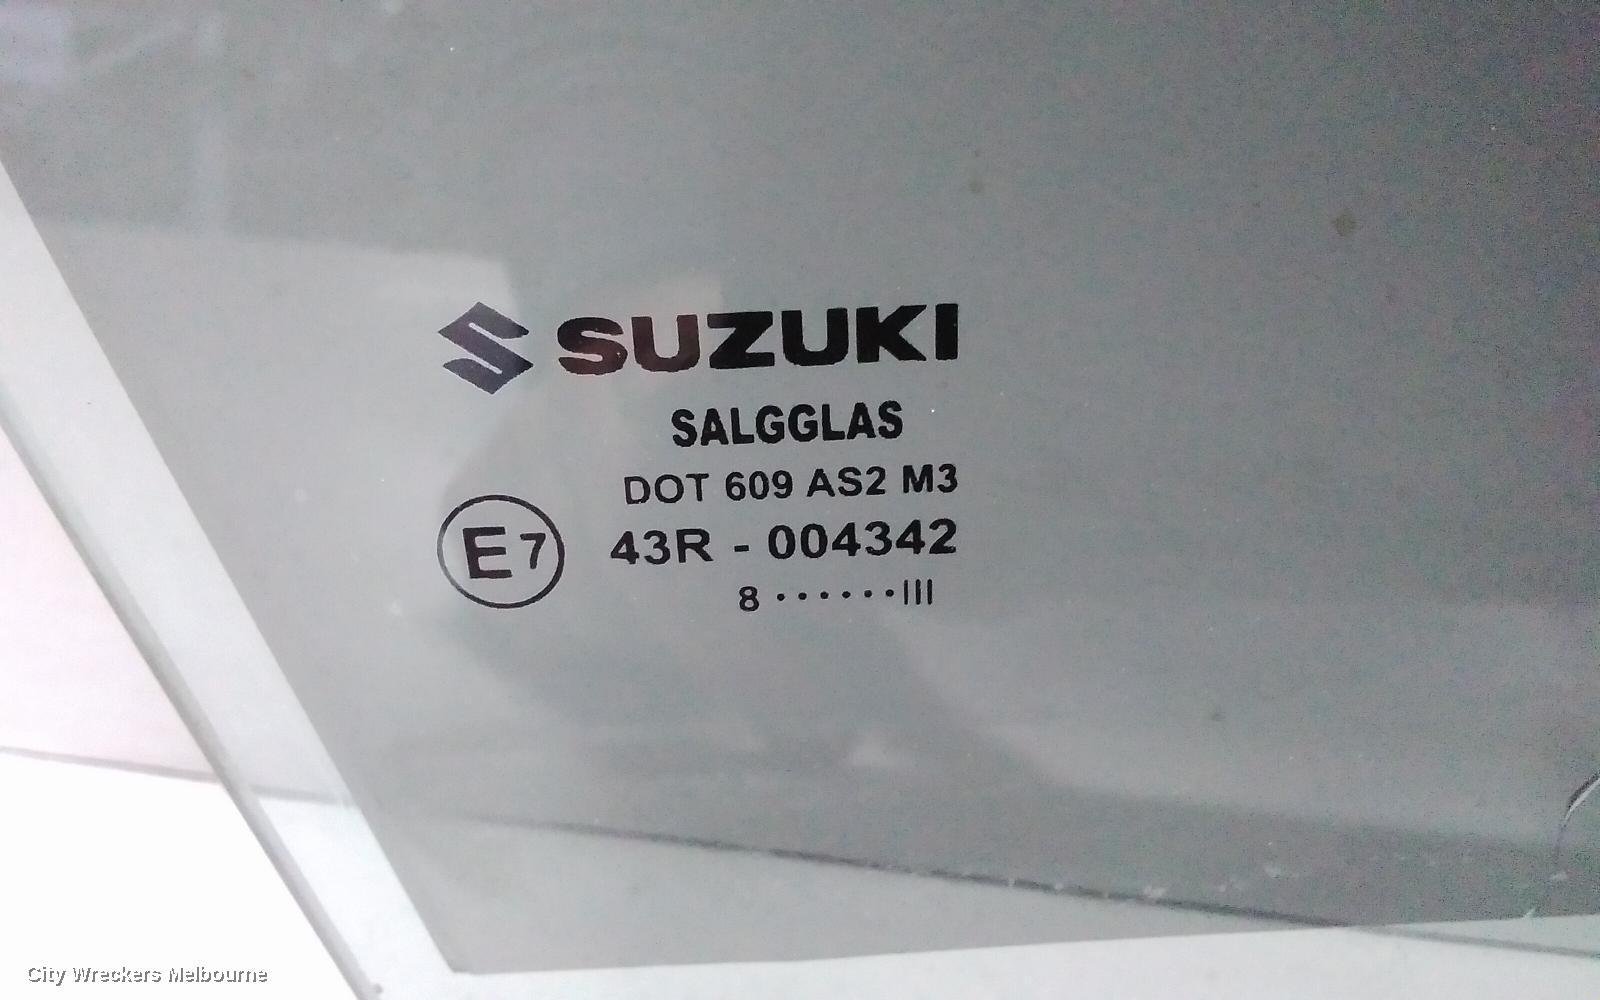 SUZUKI
SALGGLAS
DOT 609 AS2 M3
E7 43R - 004342
8 ······III
City Wreckers Melbourne